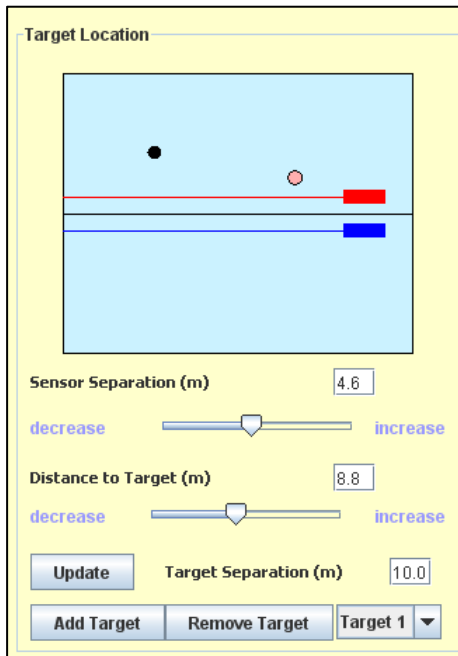 Target Location
Sensor Separation (m) 4.6
decrease increase
Distance to Target (m) 8.8
decrease increase
Update Target Separation (m) 10.0
Add Target Remove Target Target 1